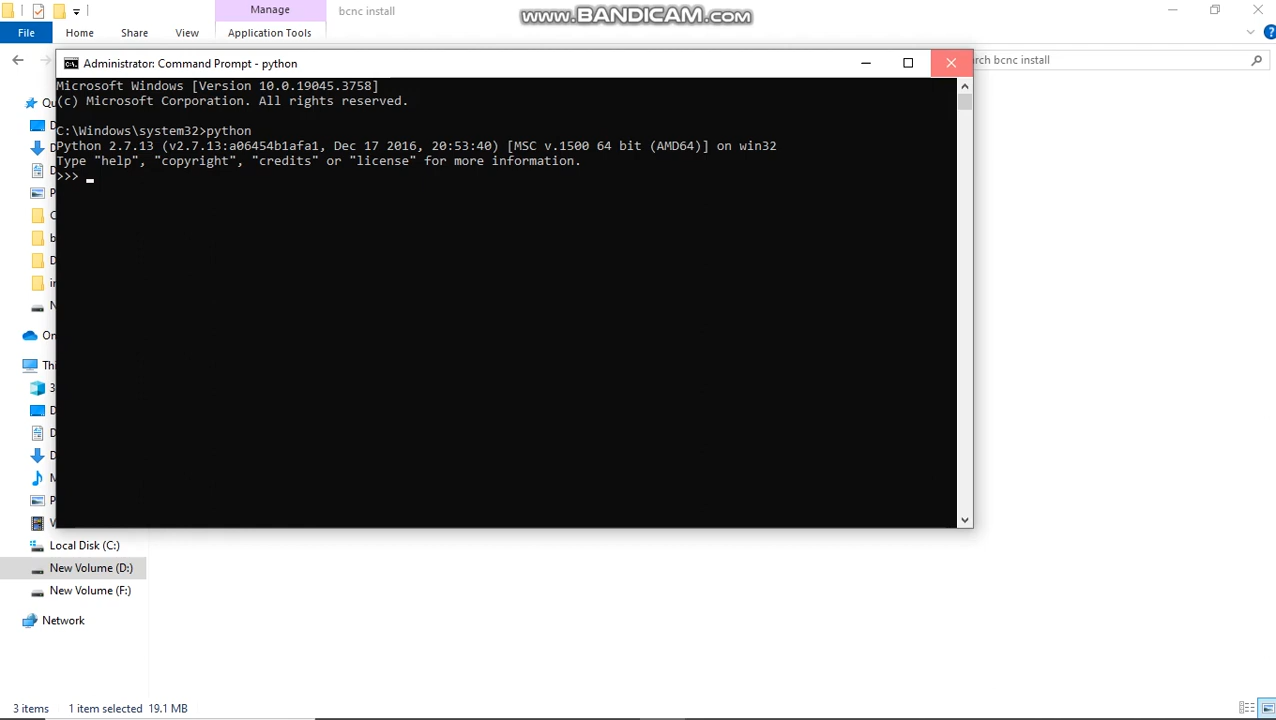 Manage
bcnc install
www.BANDICAM.com
File
Home
Share
View
Application Tools
Administrator: Command Prompt - python
rch bcnc install
Microsoft Windows [Version 10.0.19045.3758]
(c) Microsoft Corporation. All rights reserved.
C:\Windows\system32>python
Python 2.7.13 (v2.7.13:a06454b1afa1, Dec 17 2016, 20:53:40) [MSC v.1500 64 bit (AMD64)] on win32
Type "help", "copyright", "credits" or "license" for more information.
>>>
Local Disk (C:)
New Volume (D:)
New Volume (F:)
Network
3 items
1 item selected 19.1 MB